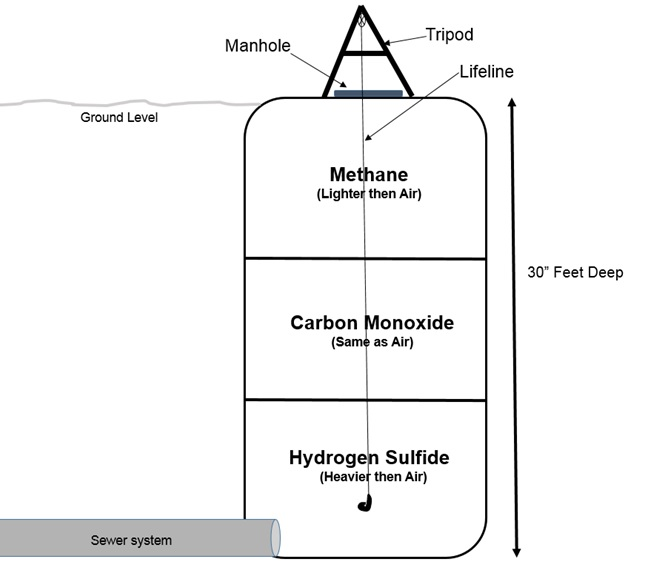 Tripod
Manhole
Lifeline
Ground Level
Methane
(Lighter then Air)
30” Feet Deep
Carbon Monoxide
(Same as Air)
Hydrogen Sulfide
(Heavier then Air)
Sewer system